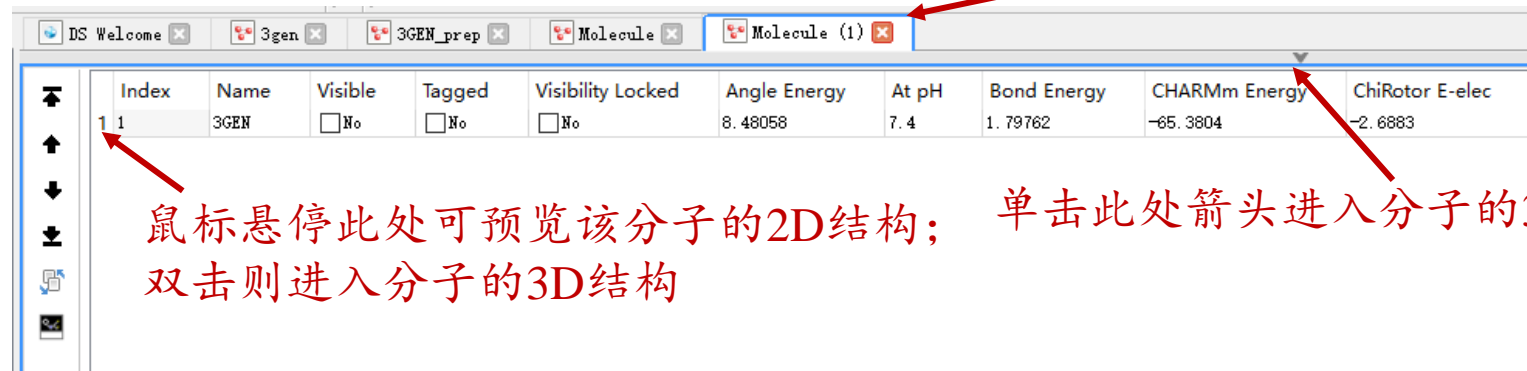 DS Welcome 3gen 3GEN_prep Molecule Molecule (1)
Index Name Visible Tagged Visibility Locked Angle Energy At pH Bond Energy CHARMm Energy ChiRotor E-elec
1 1 3GEN No No No 8.48058 7.4 1.79762 -65.3804 -2.6883
鼠标悬停此处可预览该分子的2D结构；
双击则进入分子的3D结构
单击此处箭头进入分子的